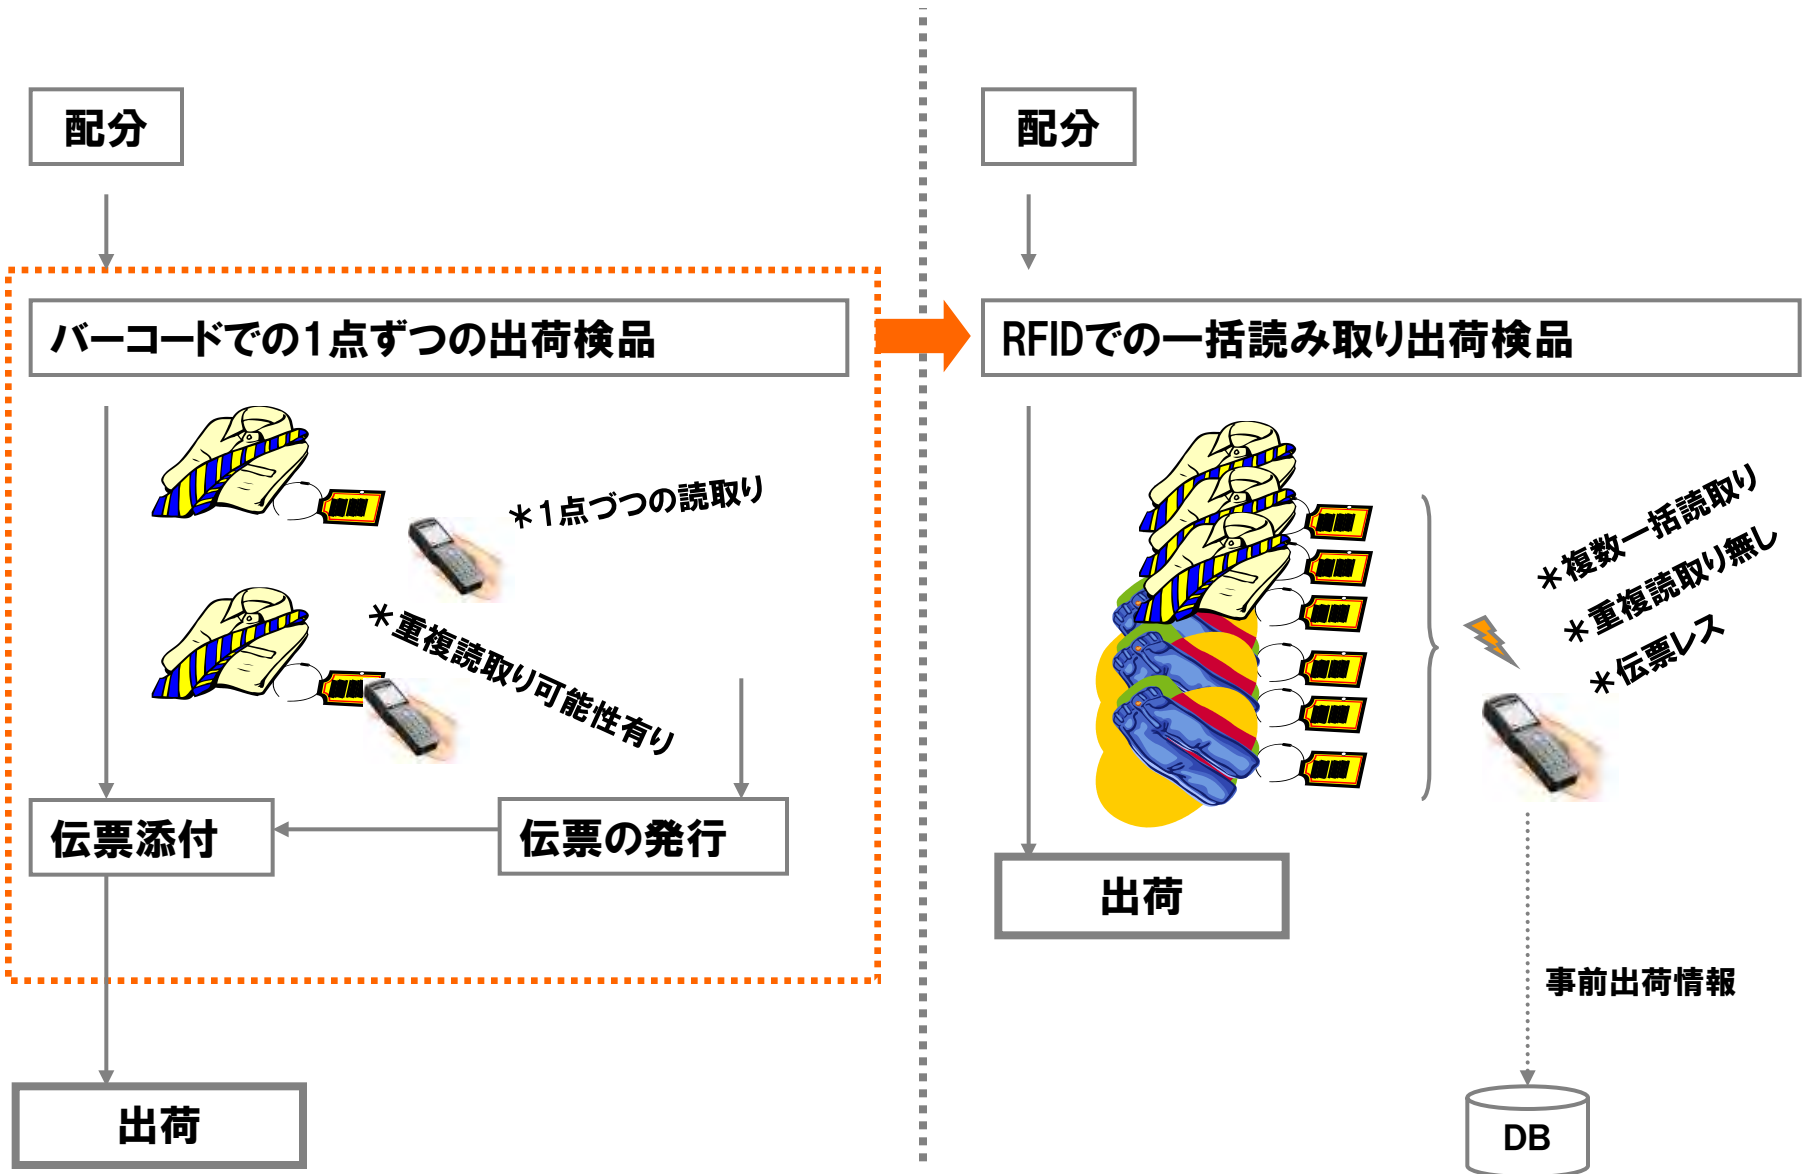 配分
バーコードでの1点ずつの出荷検品
＊1点づつの読取り
＊重複読取り可能性有り
伝票添付
伝票の発行
出荷
配分
RFIDでの一括読み取り出荷検品
＊複数一括読取り
＊重複読取り無し
＊伝票レス
出荷
事前出荷情報
DB